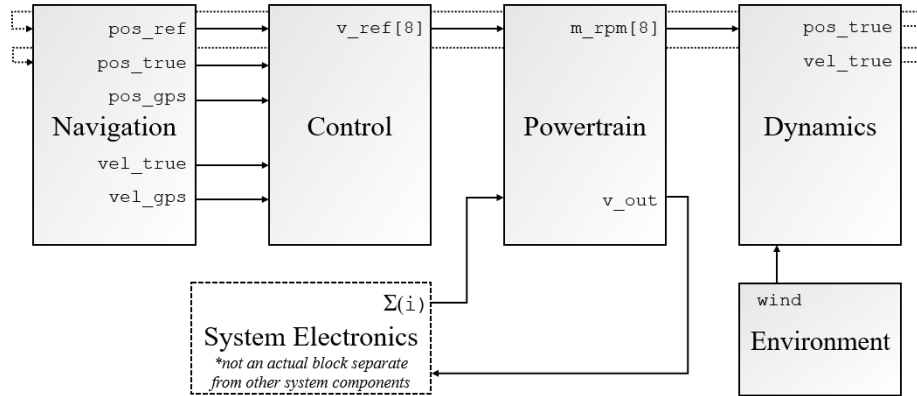 pos_ref
pos_true
pos_gps
Navigation
vel_true
vel_gps
v_ref[8]
Control
m_rpm[8]
Powertrain
v_out
pos_true
vel_true
Dynamics
Σ(i)
System Electronics
*not an actual block separate
from other system components
wind
Environment